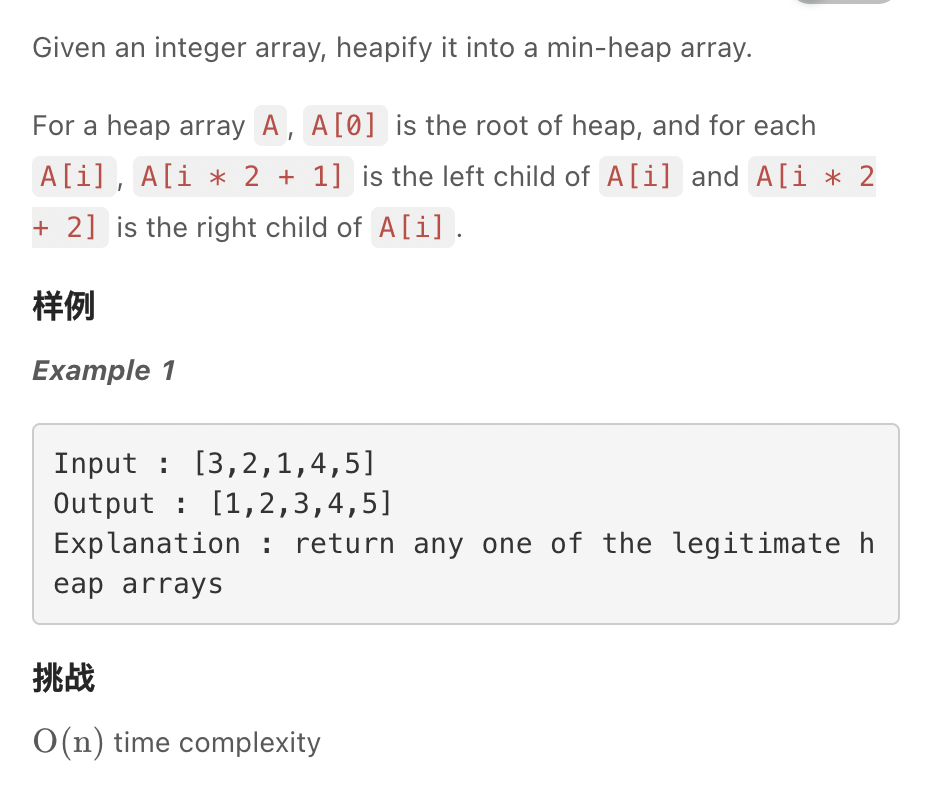 Given an integer array, heapify it into a min-heap array.
For a heap array A, A[0] is the root of heap, and for each
A[i], A[i * 2 + 1] is the left child of A[i] and A[i * 2
+ 2] is the right child of A[i].
样例
Example 1
Input : [3,2,1,4,5]
Output : [1,2,3,4,5]
Explanation : return any one of the legitimate h
eap arrays
挑战
O(n) time complexity